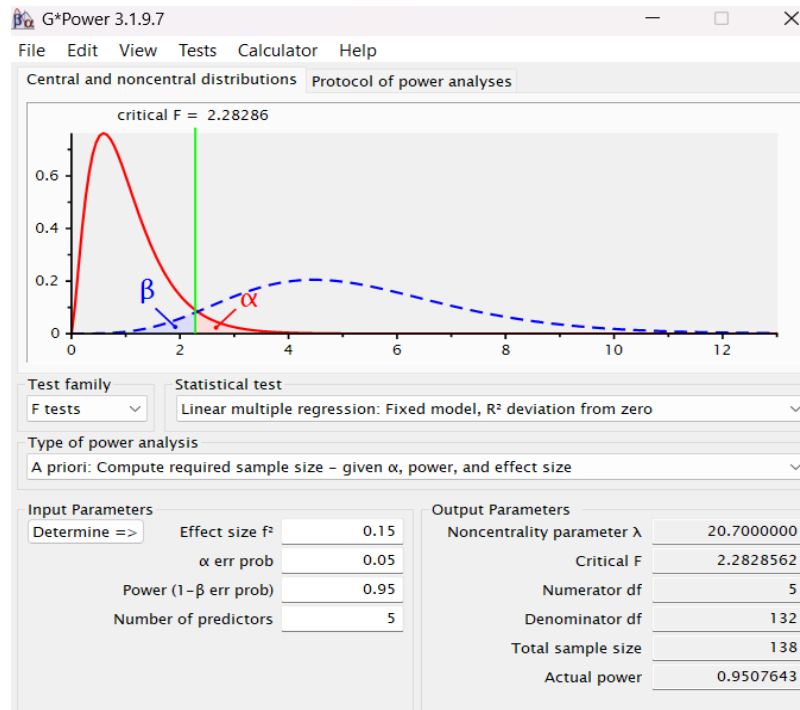 βα G*Power 3.1.9.7
File Edit View Tests Calculator Help
Central and noncentral distributions Protocol of power analyses
critical F = 2.28286
0.6
0.4
0.2
0
β
α
0 2 4 6 8 10 12
Test family Statistical test
F tests Linear multiple regression: Fixed model, R² deviation from zero
Type of power analysis
A priori: Compute required sample size – given α, power, and effect size
Input Parameters Output Parameters
Determine => Effect size f² 0.15 Noncentrality parameter λ 20.7000000
α err prob 0.05 Critical F 2.2828562
Power (1-β err prob) 0.95 Numerator df 5
Number of predictors 5 Denominator df 132
Total sample size 138
Actual power 0.9507643